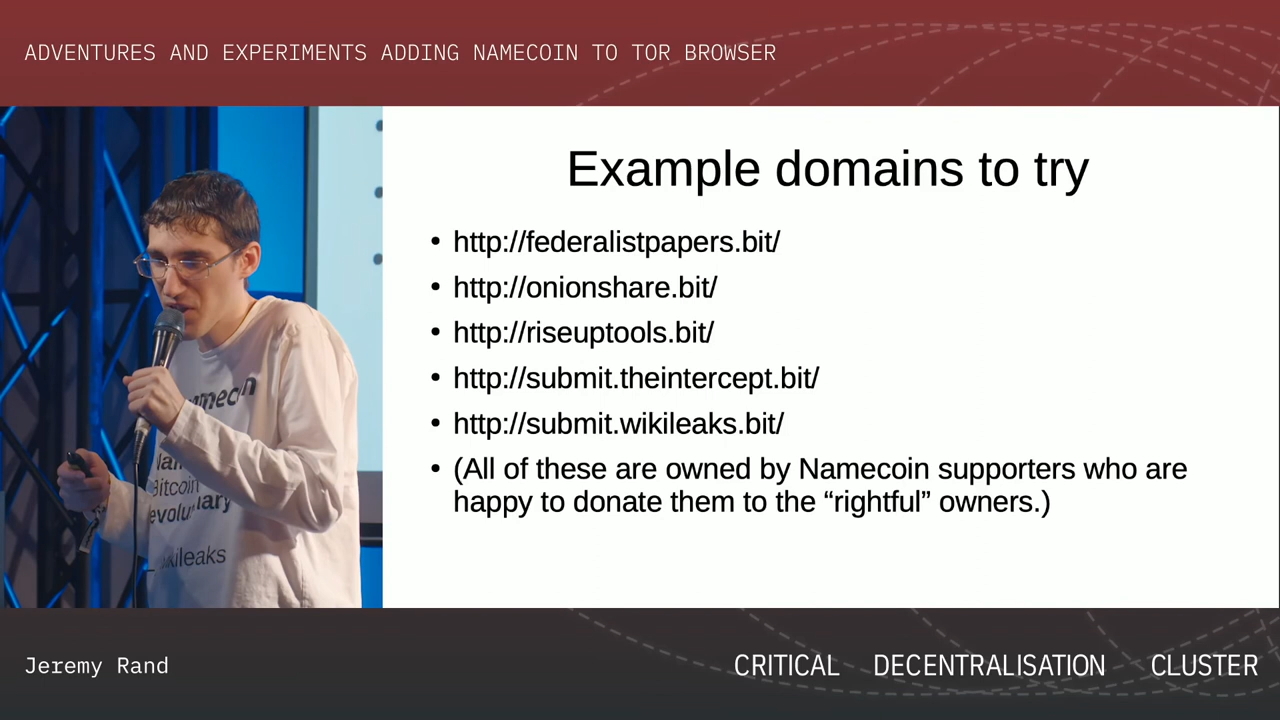 ADVENTURES AND EXPERIMENTS ADDING NAMECOIN TO TOR BROWSER
Example domains to try
• http://federalistpapers.bit/
• http://onionshare.bit/
• http://riseuptools.bit/
• http://submit.theintercept.bit/
• http://submit.wikileaks.bit/
• (All of these are owned by Namecoin supporters who are
happy to donate them to the “rightful” owners.)
Bitcoin
Jeremy Rand
CRITICAL DECENTRALISATION CLUSTER